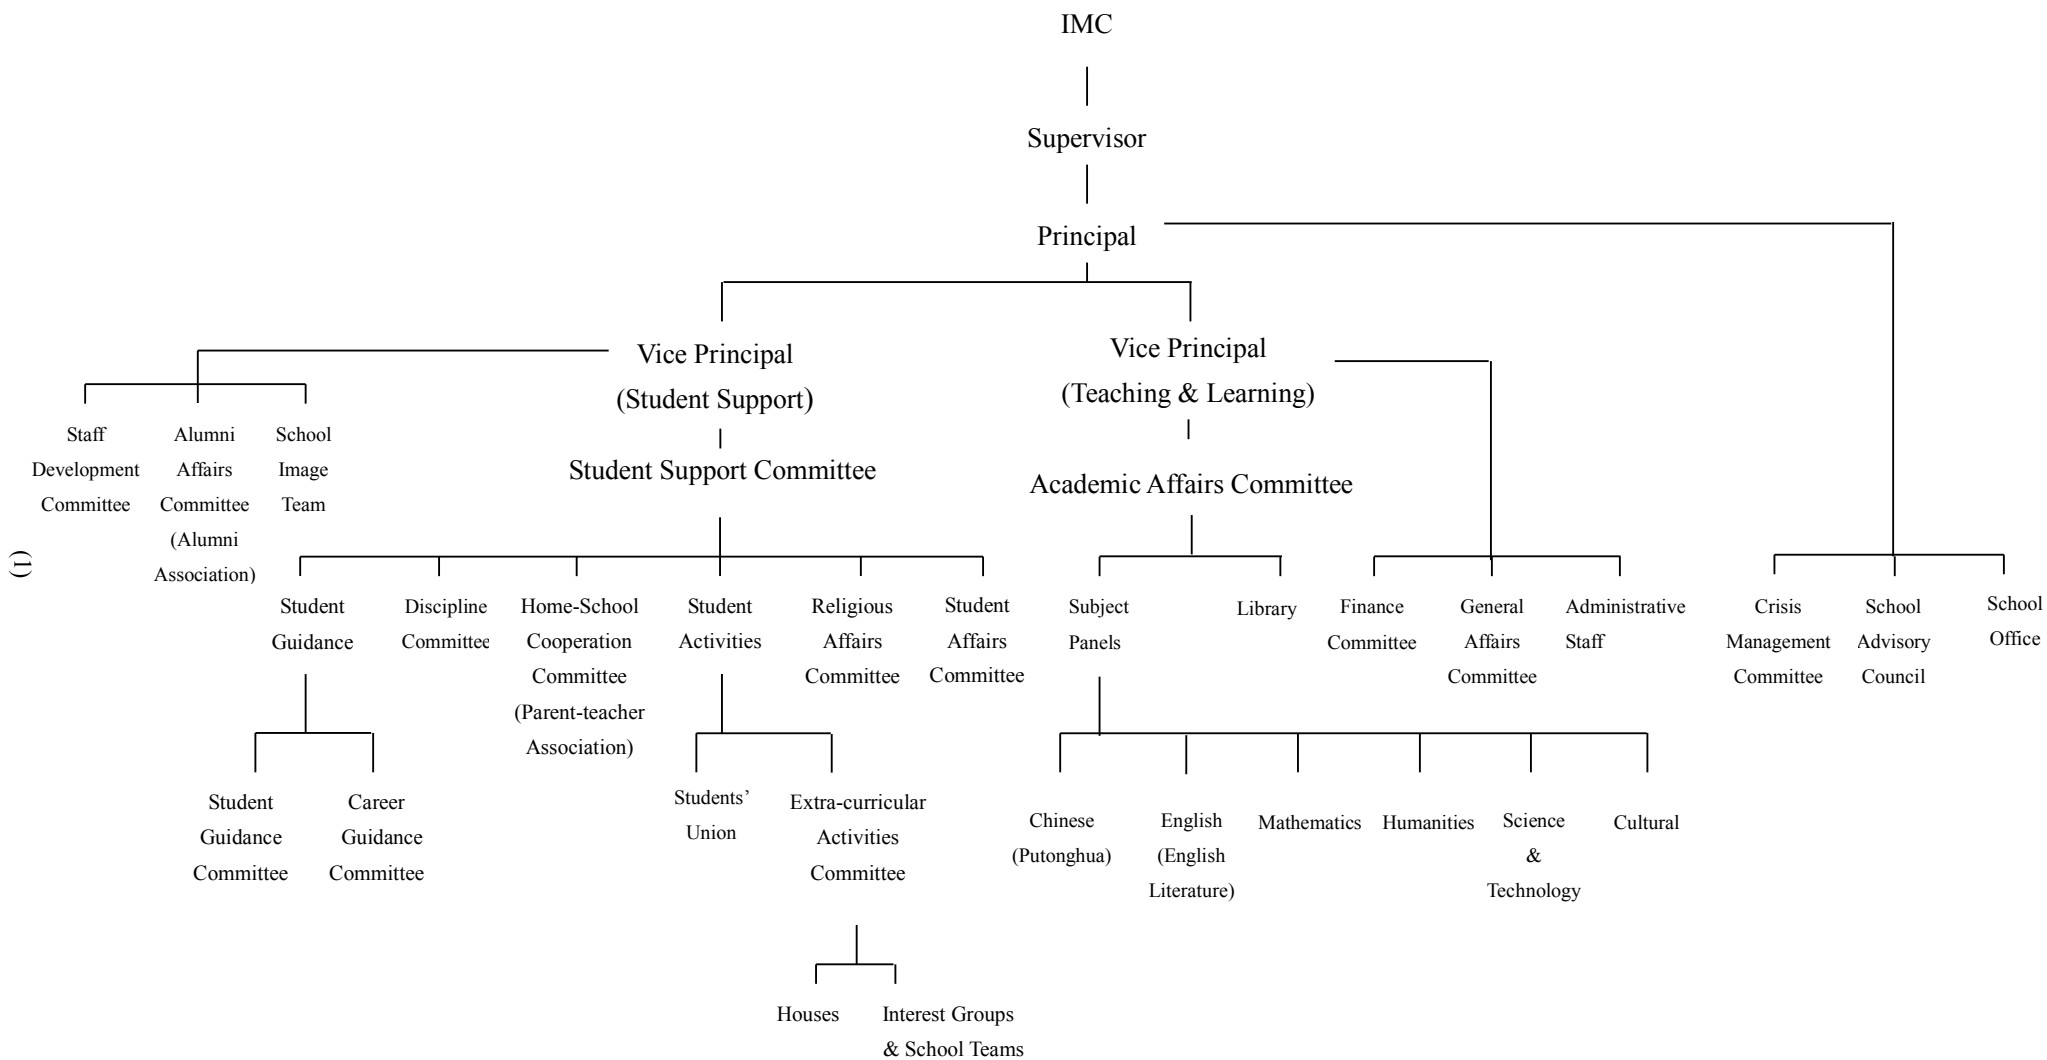 IMC
Supervisor
Principal
Vice Principal
(Student Support)
Vice Principal
(Teaching & Learning)
Staff
Development
Committee
Alumni
Affairs
Committee
(Alumni
Association)
School
Image
Team
Student Support Committee
Academic Affairs Committee
(1)
Student
Guidance
Discipline
Committee
Home-School
Cooperation
Committee
(Parent-teacher
Association)
Student
Activities
Religious
Affairs
Committee
Student
Affairs
Committee
Subject
Panels
Library
Finance
Committee
General
Affairs
Committee
Administrative
Staff
Crisis
Management
Committee
School
Advisory
Council
School
Office
Student
Guidance
Committee
Career
Guidance
Committee
Students’
Union
Extra-curricular
Activities
Committee
Chinese
(Putonghua)
English
(English
Literature)
Mathematics
Humanities
Science
&
Technology
Cultural
Houses
Interest Groups
& School Teams